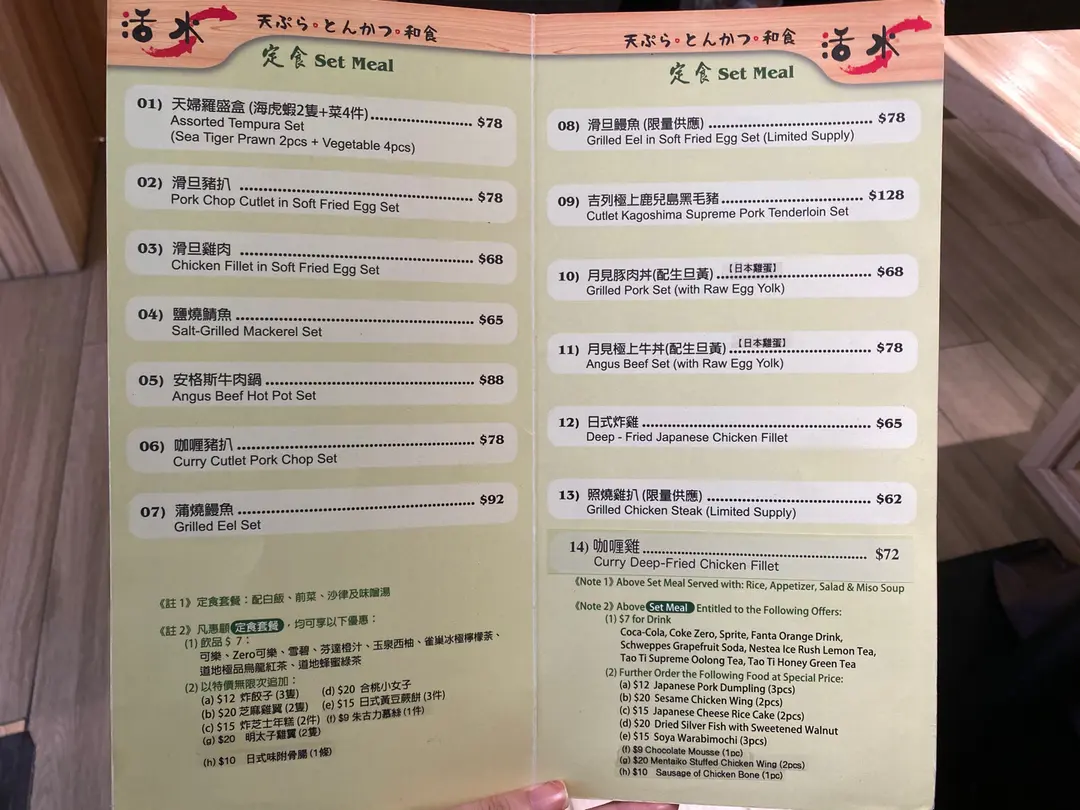 活水
天ぷら・とんかつ・和食
定食 Set Meal
01) 天婦羅盛盒 (海虎蝦2隻+菜4件) $78
Assorted Tempura Set
(Sea Tiger Prawn 2pcs + Vegetable 4pcs)
02) 滑旦豬扒 $78
Pork Chop Cutlet in Soft Fried Egg Set
03) 滑旦雞肉 $68
Chicken Fillet in Soft Fried Egg Set
04) 鹽燒鯖魚 $65
Salt-Grilled Mackerel Set
05) 安格斯牛肉鍋 $88
Angus Beef Hot Pot Set
06) 咖喱豬扒 $78
Curry Cutlet Pork Chop Set
07) 蒲燒鰻魚 $92
Grilled Eel Set
《註 1》定食套餐：配白飯、前菜、沙律及味噌湯
《註 2》凡惠顧 定食套餐，均可享以下優惠：
(1) 飲品 $ 7：
可樂、Zero可樂、雪碧、芬達橙汁、玉泉西柚、雀巢冰極檸檬茶、
道地極品烏龍紅茶、道地蜂蜜綠茶
(2) 以特價無限次追加：
(a) $12 炸餃子 (3隻) (d) $20 合桃小女子
(b) $20 芝麻雞翼 (2隻) (e) $15 日式黃豆蕨餅 (3件)
(c) $15 炸芝士年糕 (2件) (f) $9 朱古力慕絲 (1件)
(g) $20 明太子雞翼 (2隻)
(h) $10 日式味附骨腸 (1條)
天ぷら・とんかつ・和食
活水
定食 Set Meal
08) 滑旦鰻魚 (限量供應) $78
Grilled Eel in Soft Fried Egg Set (Limited Supply)
09) 吉列極上鹿兒島黑毛豬 $128
Cutlet Kagoshima Supreme Pork Tenderloin Set
10) 月見豚肉丼(配生旦黃) 【日本雞蛋】 $68
Grilled Pork Set (with Raw Egg Yolk)
11) 月見極上牛丼(配生旦黃) 【日本雞蛋】 $78
Angus Beef Set (with Raw Egg Yolk)
12) 日式炸雞 $65
Deep - Fried Japanese Chicken Fillet
13) 照燒雞扒 (限量供應) $62
Grilled Chicken Steak (Limited Supply)
14) 咖喱雞 $72
Curry Deep-Fried Chicken Fillet
《Note 1》 Above Set Meal Served with: Rice, Appetizer, Salad & Miso Soup
《Note 2》 Above Set Meal Entitled to the Following Offers:
(1) $7 for Drink
Coca-Cola, Coke Zero, Sprite, Fanta Orange Drink,
Schweppes Grapefruit Soda, Nestea Ice Rush Lemon Tea,
Tao Ti Supreme Oolong Tea, Tao Ti Honey Green Tea
(2) Further Order the Following Food at Special Price:
(a) $12 Japanese Pork Dumpling (3pcs)
(b) $20 Sesame Chicken Wing (2pcs)
(c) $15 Japanese Cheese Rice Cake (2pcs)
(d) $20 Dried Silver Fish with Sweetened Walnut
(e) $15 Soya Warabimochi (3pcs)
(f) $9 Chocolate Mousse (1pc)
(g) $20 Mentaiko Stuffed Chicken Wing (2pcs)
(h) $10 Sausage of Chicken Bone (1pc)